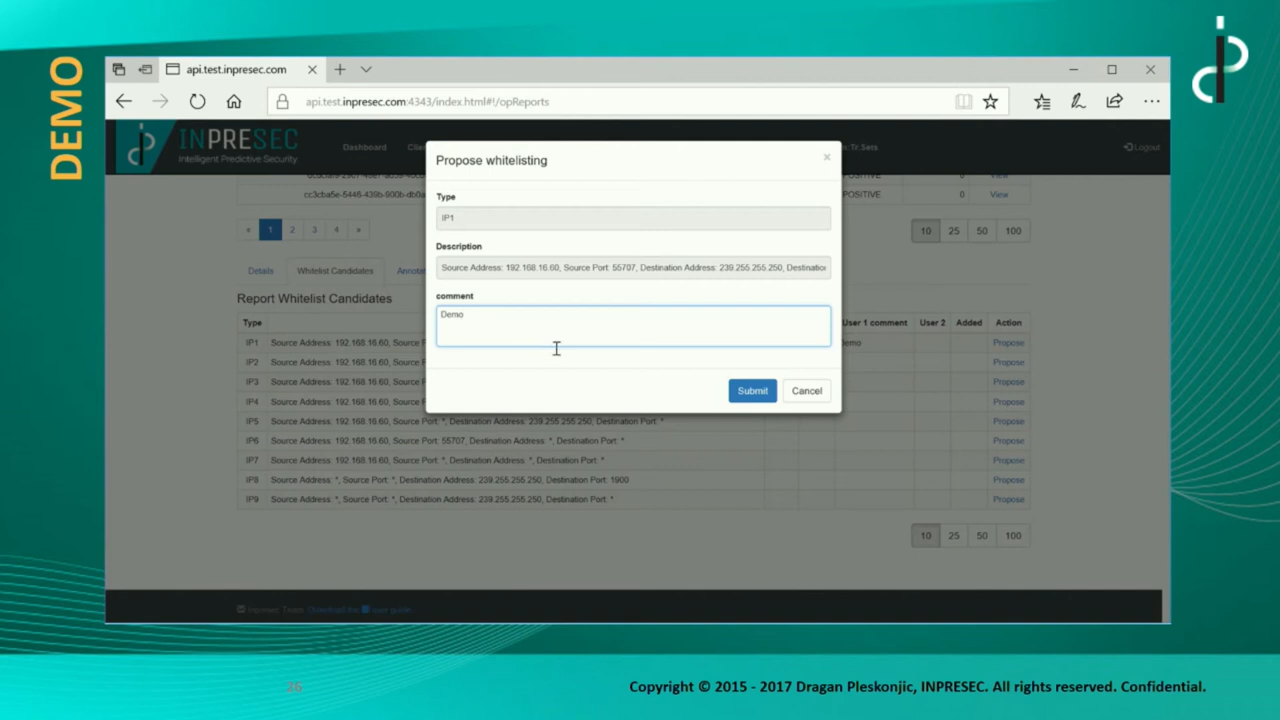 DEMO
api.test.inpresec.com
api.test.inpresec.com:4343/index.html#!/opReports
INPRESEC
Intelligent Predictive Security
Dashboard
Logout
Propose whitelisting
Type
IP1
Description
Source Address: 192.168.16.60, Source Port: 55707, Destination Address: 239.255.255.250, Destination
comment
Demo
Submit Cancel
POSITIVE 0 View
« 1 2 3 4 »
10 25 50 100
Details Whitelist Candidates
Report Whitelist Candidates
Type User 1 comment User 2 Added Action
IP1 Source Address: 192.168.16.60, Source Demo Propose
IP2 Source Address: 192.168.16.60, Source Propose
IP3 Source Address: 192.168.16.60, Source Propose
IP4 Source Address: 192.168.16.60, Source Propose
IP5 Source Address: 192.168.16.60, Source Port: *, Destination Address: 239.255.255.250, Destination Port: * Propose
IP6 Source Address: 192.168.16.60, Source Port: 55707, Destination Address: *, Destination Port: * Propose
IP7 Source Address: 192.168.16.60, Source Port: *, Destination Address: *, Destination Port: * Propose
IP8 Source Address: *, Source Port: *, Destination Address: 239.255.255.250, Destination Port: 1900 Propose
IP9 Source Address: *, Source Port: *, Destination Address: 239.255.255.250, Destination Port: * Propose
10 25 50 100
Inpresec Team user guide
26
Copyright © 2015 - 2017 Dragan Pleskonjic, INPRESEC. All rights reserved. Confidential.